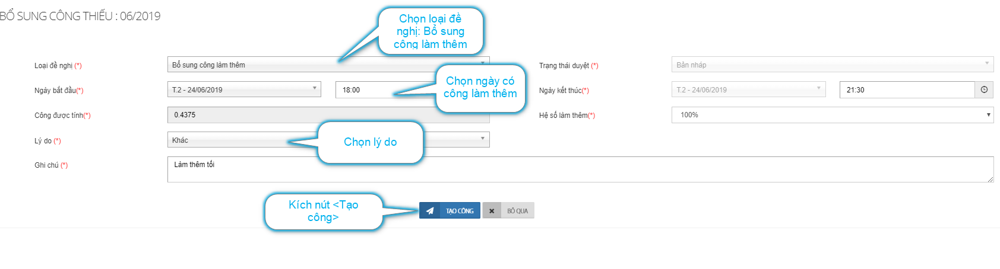 BỔ SUNG CÔNG THIẾU : 06/2019
Chọn loại đề
nghị: Bổ sung
công làm thêm
Loại đề nghị (*)
Bổ sung công làm thêm
Trạng thái duyệt (*)
Bản nháp
Ngày bắt đầu(*)
T.2 - 24/06/2019
18:00
Chọn ngày có
công làm thêm
Ngày kết thúc(*)
T.2 - 24/06/2019
21:30
Công được tính(*)
0.4375
Hệ số làm thêm(*)
100%
Lý do (*)
Khác
Chọn lý do
Ghi chú (*)
Làm thêm tối
Kích nút <Tạo
công>
TẠO CÔNG
BỎ QUA